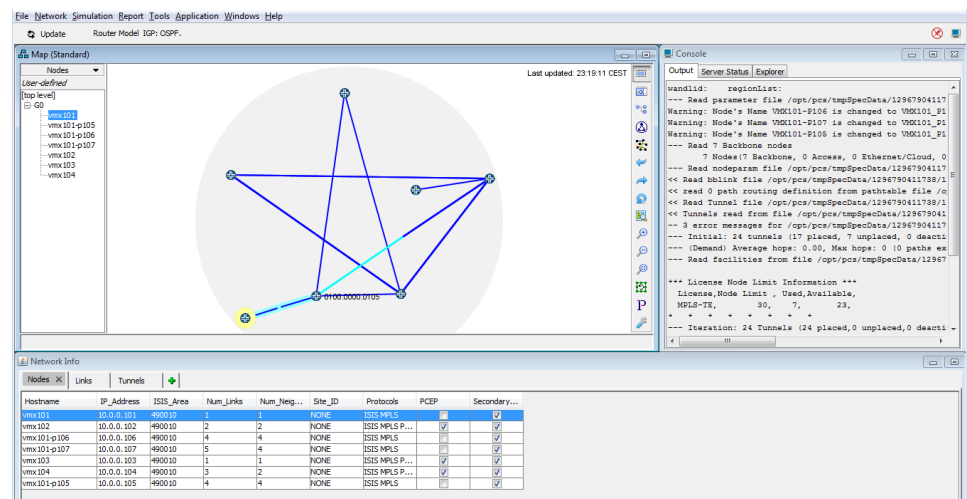 File Network Simulation Report Tools Application Windows Help
Update Router Model IGP: OSPF.
Map (Standard)
Nodes
User-defined
[top level]
G0
vmx101
vmx101-p105
vmx101-p106
vmx101-p107
vmx102
vmx103
vmx104
Last updated: 23:19:11 CEST
0100.0000.0105
P
Console
Output Server Status Explorer
wandlid: regionList:
--- Read parameter file /opt/pcs/tmpSpecData/12967904117
Warning: Node's Name VMX101-P106 is changed to VMX101_P1
Warning: Node's Name VMX101-P107 is changed to VMX101_P1
Warning: Node's Name VMX101-P105 is changed to VMX101_P1
--- Read 7 Backbone nodes
7 Nodes(7 Backbone, 0 Access, 0 Ethernet/Cloud, 0
--- Read nodeparam file /opt/pcs/tmpSpecData/12967904117
<< Read bblink file /opt/pcs/tmpSpecData/1296790411738/1
<< read 0 path routing definition from pathtable file /o
<< Read Tunnel file /opt/pcs/tmpSpecData/1296790411738/1
<< Tunnels read from file /opt/pcs/tmpSpecData/129679041
-- 3 error messages for /opt/pcs/tmpSpecData/1296790411
--- Initial: 24 tunnels (17 placed, 7 unplaced, 0 deacti
--- (Demand) Average hops: 0.00, Max hops: 0 (0 paths ex
--- Read facilities from file /opt/pcs/tmpSpecData/12967
*** License Node Limit Information ***
License,Node Limit , Used,Available,
MPLS-TE, 30, 7, 23,
* * * * * * *
--- Iteration: 24 Tunnels (24 placed,0 unplaced,0 deacti
Network Info
Nodes X Links Tunnels
Hostname IP_Address ISIS_Area Num_Links Num_Neig... Site_ID Protocols PCEP Secondary...
vmx101 10.0.0.101 490010 1 1 NONE ISIS MPLS
vmx102 10.0.0.102 490010 2 2 NONE ISIS MPLS P...
vmx101-p106 10.0.0.106 490010 4 4 NONE ISIS MPLS
vmx101-p107 10.0.0.107 490010 5 4 NONE ISIS MPLS
vmx103 10.0.0.103 490010 1 1 NONE ISIS MPLS P...
vmx104 10.0.0.104 490010 3 2 NONE ISIS MPLS P...
vmx101-p105 10.0.0.105 490010 4 4 NONE ISIS MPLS